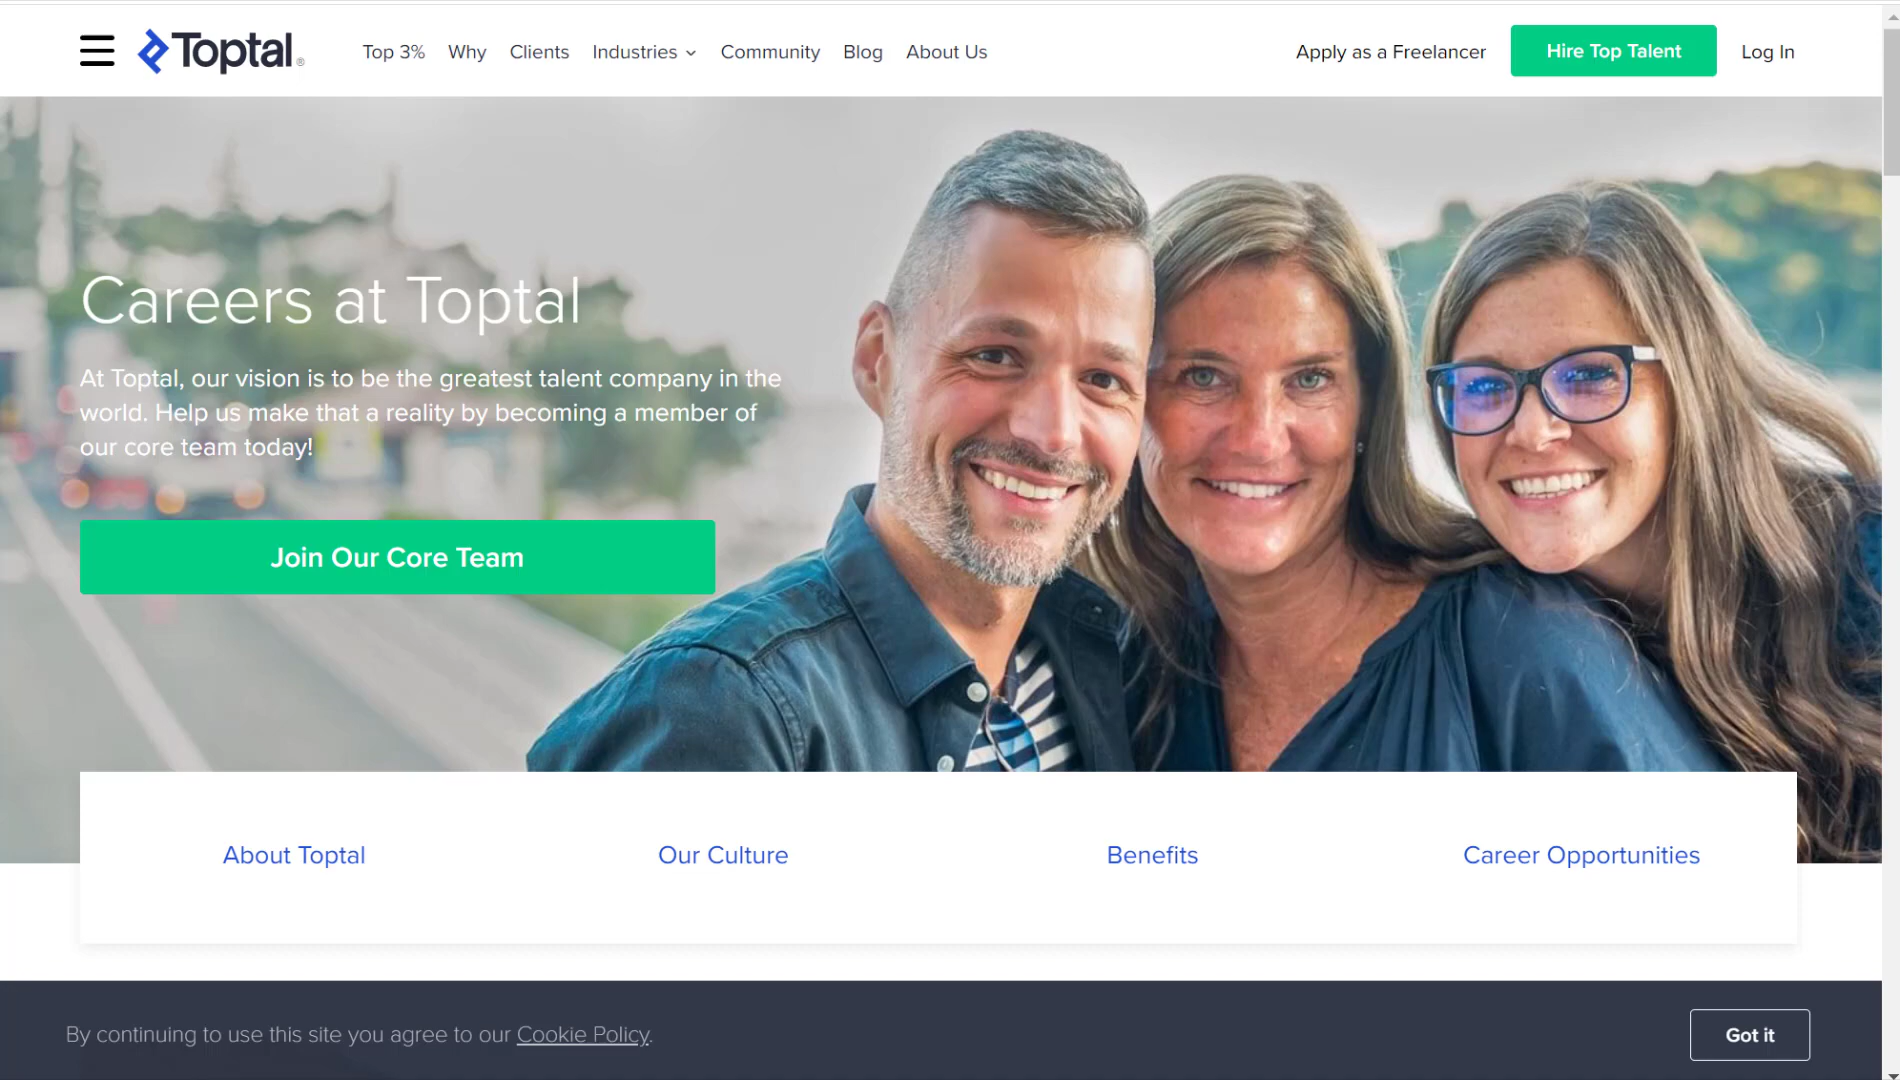 Toptal®
Top 3% Why Clients Industries Community Blog About Us
Apply as a Freelancer Hire Top Talent Log In
Careers at Toptal
At Toptal, our vision is to be the greatest talent company in the
world. Help us make that a reality by becoming a member of
our core team today!
Join Our Core Team
About Toptal Our Culture Benefits Career Opportunities
By continuing to use this site you agree to our Cookie Policy.
Got it